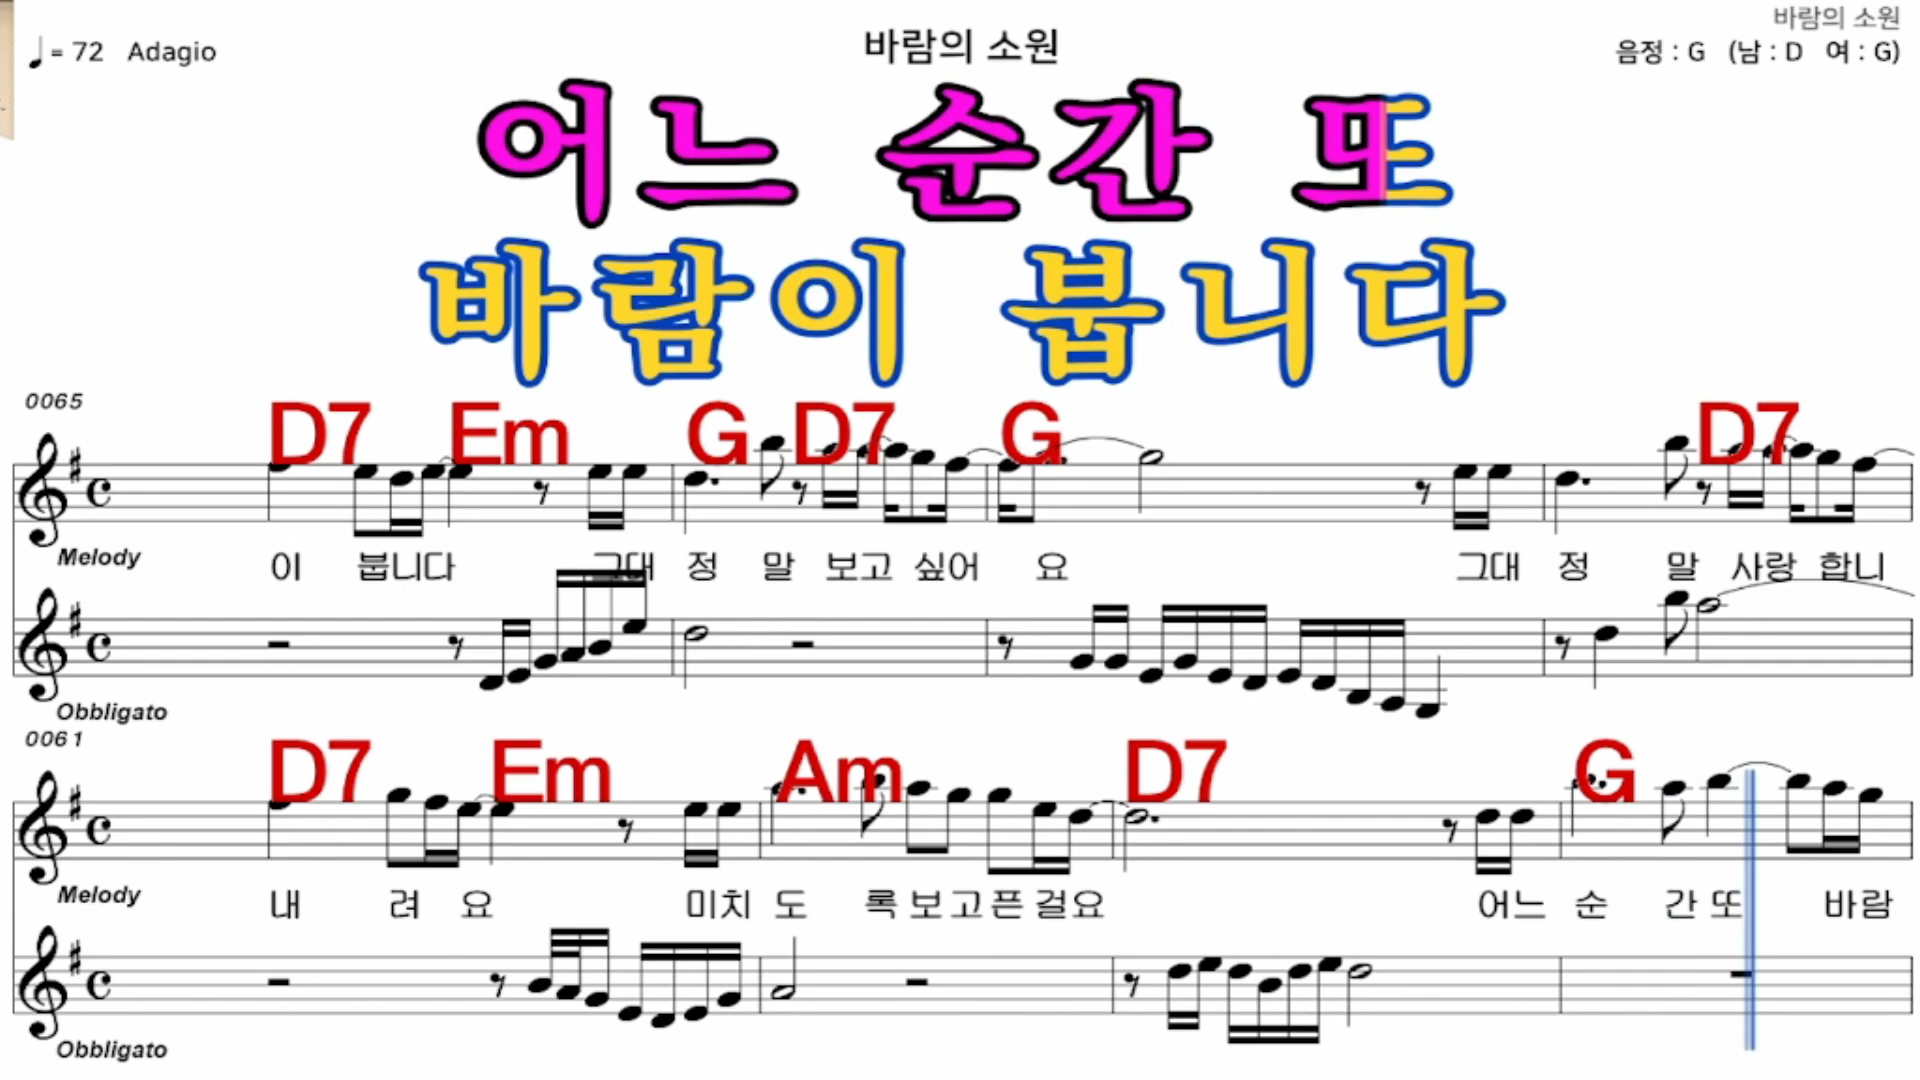 바람의 소원
♩= 72 Adagio
바람의 소원
음정 : G (남 : D 여 : G)
어느 순간 또
바람이 붑니다
0065
D7 Em G D7 G D7
Melody
이 붑니다 그대 정 말 보고 싶어 요 그대 정 말 사랑 합니
Obbligato
0061
D7 Em Am D7 G
Melody
내 려 요 미치 도 록 보고픈 걸요 어느 순 간 또 바람
Obbligato